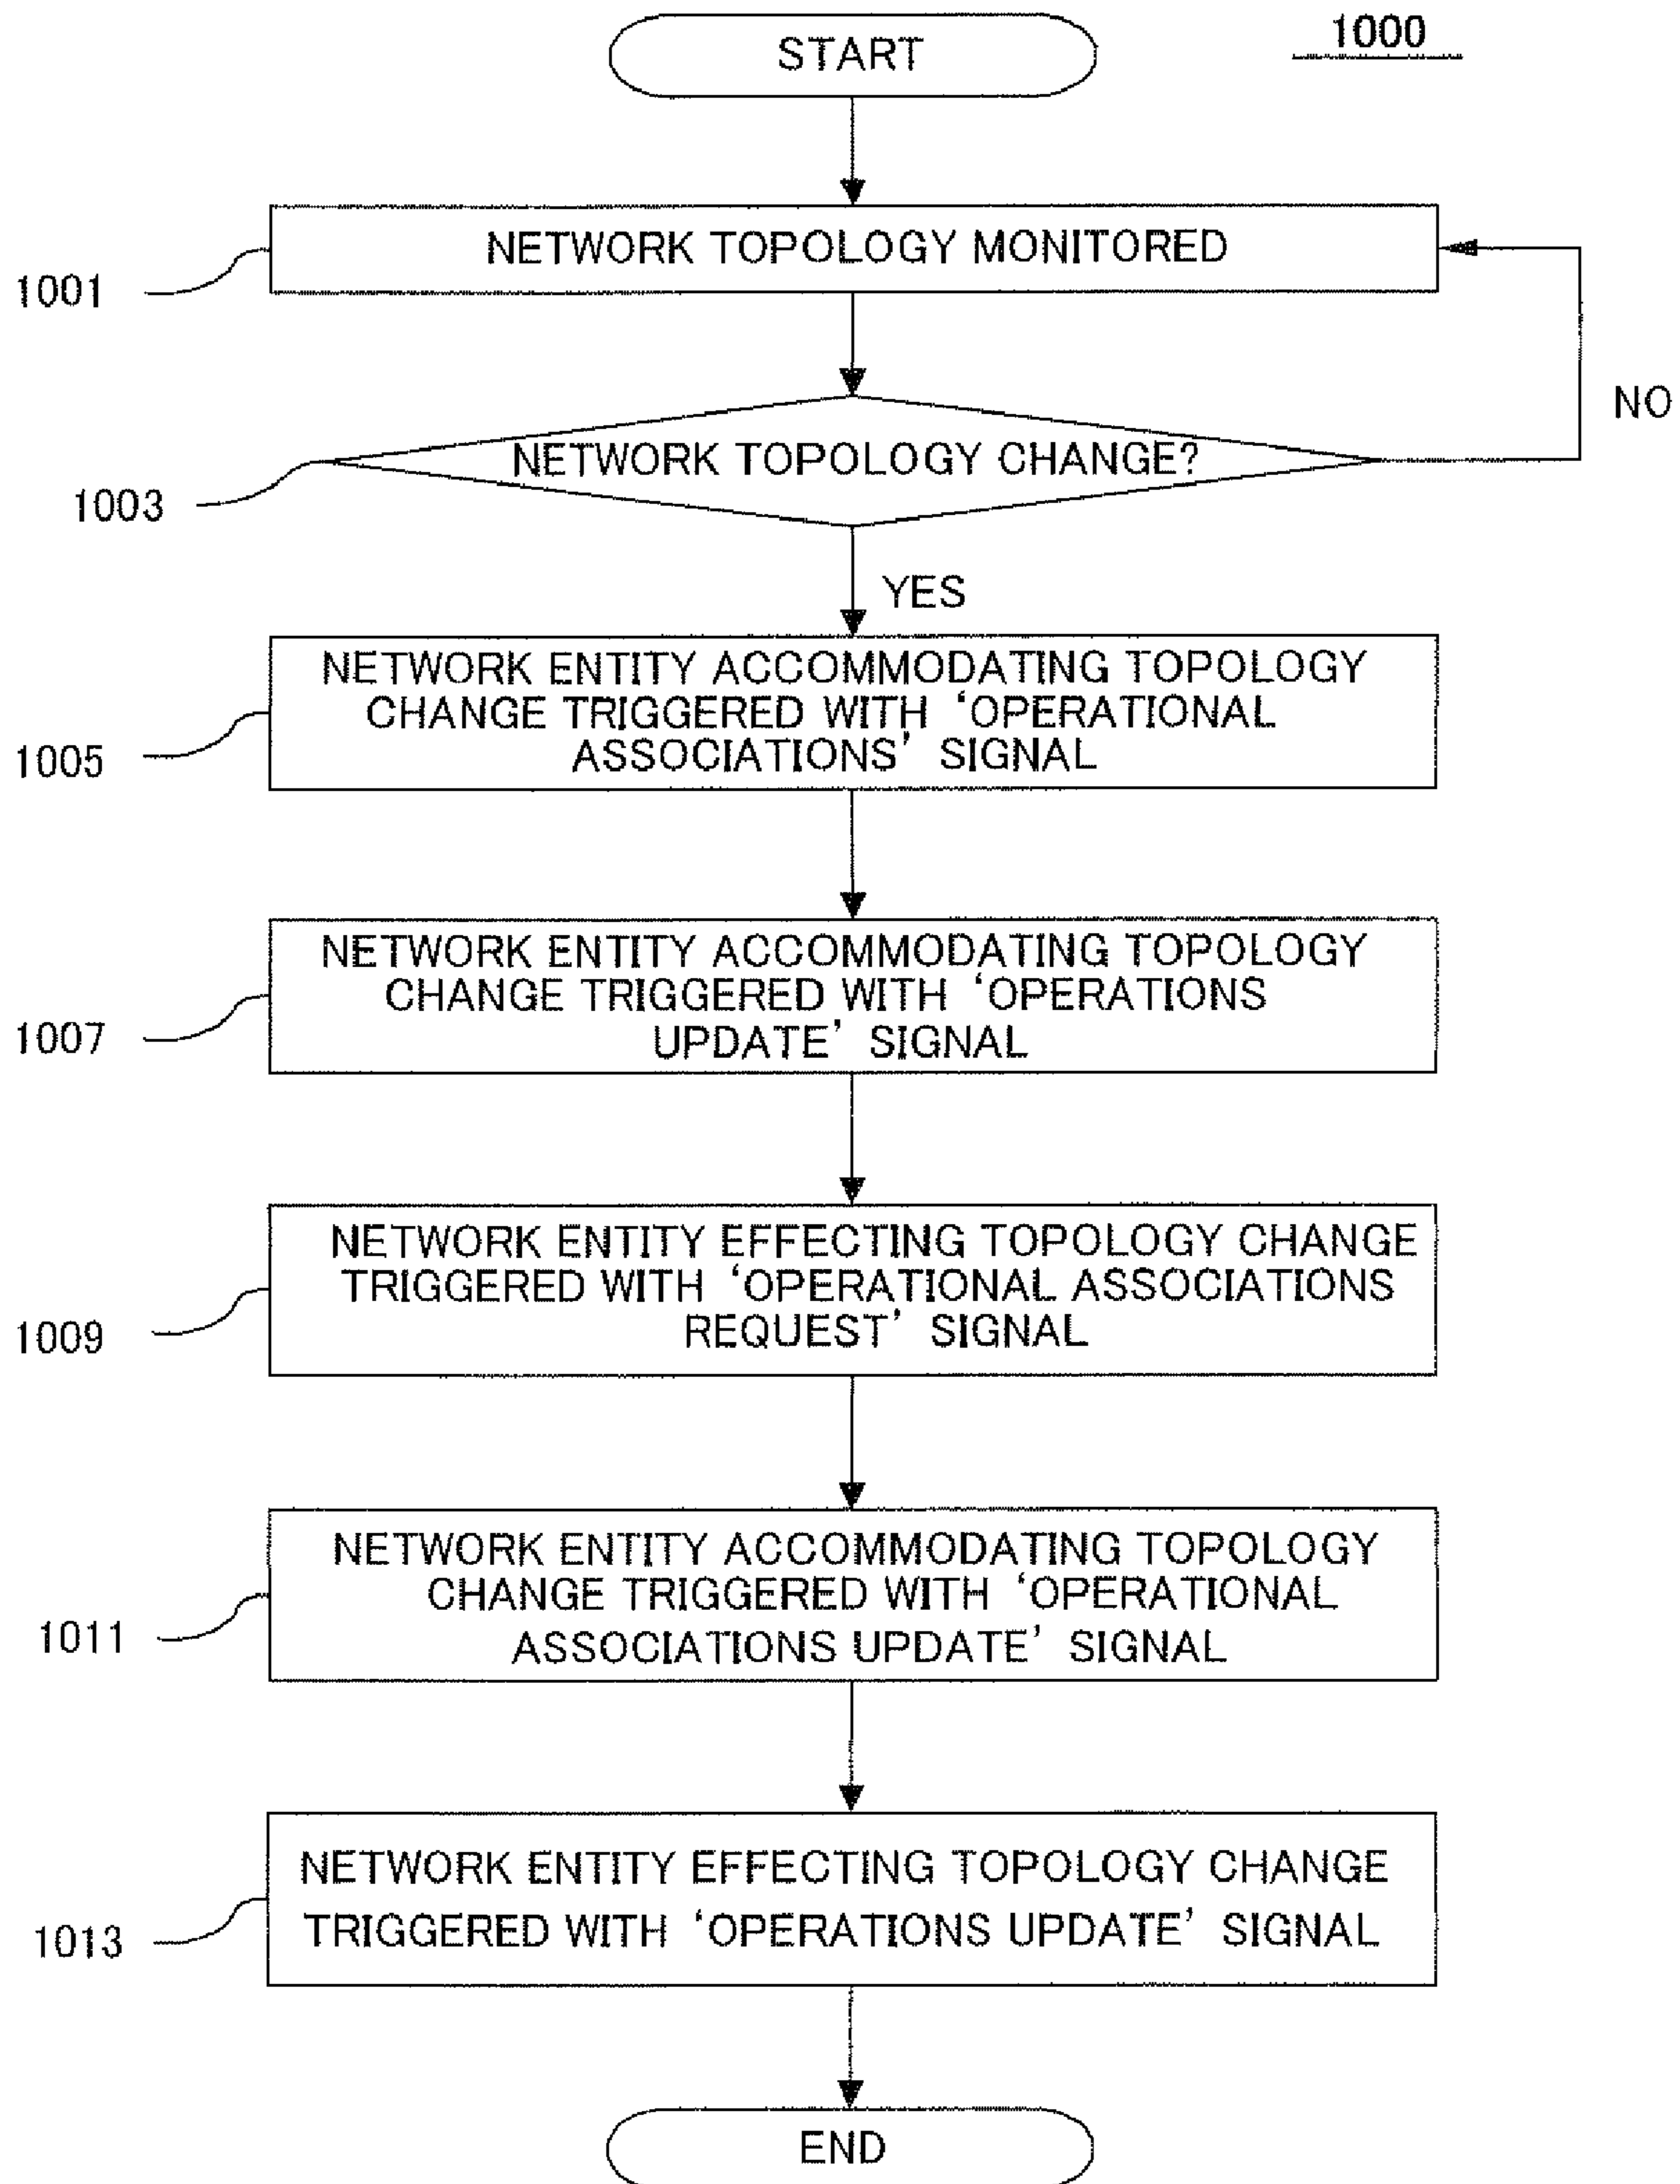 START
1000
NETWORK TOPOLOGY MONITORED
1001
NO
NETWORK TOPOLOGY CHANGE?
1003
YES
NETWORK ENTITY ACCOMMODATING TOPOLOGY
CHANGE TRIGGERED WITH ‘OPERATIONAL
ASSOCIATIONS’ SIGNAL
1005
NETWORK ENTITY ACCOMMODATING TOPOLOGY
CHANGE TRIGGERED WITH ‘OPERATIONS
UPDATE’ SIGNAL
1007
NETWORK ENTITY EFFECTING TOPOLOGY CHANGE
TRIGGERED WITH ‘OPERATIONAL ASSOCIATIONS
REQUEST’ SIGNAL
1009
NETWORK ENTITY ACCOMMODATING TOPOLOGY
CHANGE TRIGGERED WITH ‘OPERATIONAL
ASSOCIATIONS UPDATE’ SIGNAL
1011
NETWORK ENTITY EFFECTING TOPOLOGY CHANGE
TRIGGERED WITH ‘OPERATIONS UPDATE’ SIGNAL
1013
END